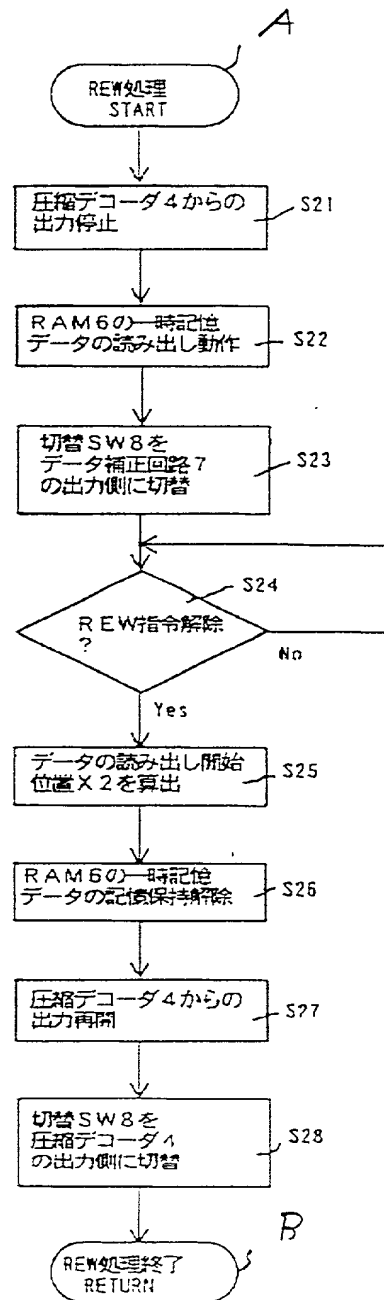 A
REW処理
START
圧縮デコーダ4からの
出力停止
S21
RAM6の一時記憶
データの読み出し動作
S22
切替SW8を
データ補正回路7
の出力側に切替
S23
S24
REW指令解除
?
No
Yes
データの読み出し開始
位置X2を算出
S25
RAM6の一時記憶
データの記憶保持解除
S26
圧縮デコーダ4からの
出力再開
S27
切替SW8を
圧縮デコーダ4
の出力側に切替
S28
B
REW処理終了
RETURN